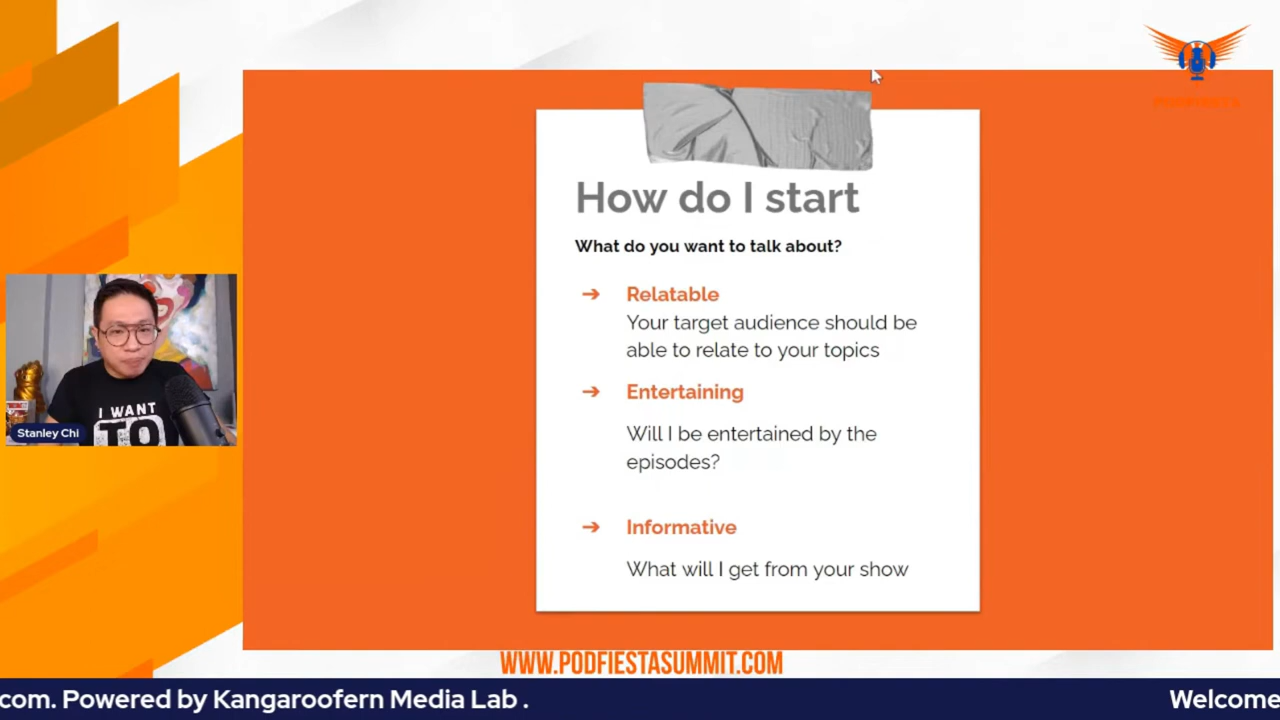 PODFIESTA
How do I start
What do you want to talk about?
➔ Relatable
Your target audience should be
able to relate to your topics
➔ Entertaining
Will I be entertained by the
episodes?
➔ Informative
What will I get from your show
I WANT
TO
Stanley Chi
WWW.PODFIESTASUMMIT.COM
com. Powered by Kangaroofern Media Lab .
Welcome